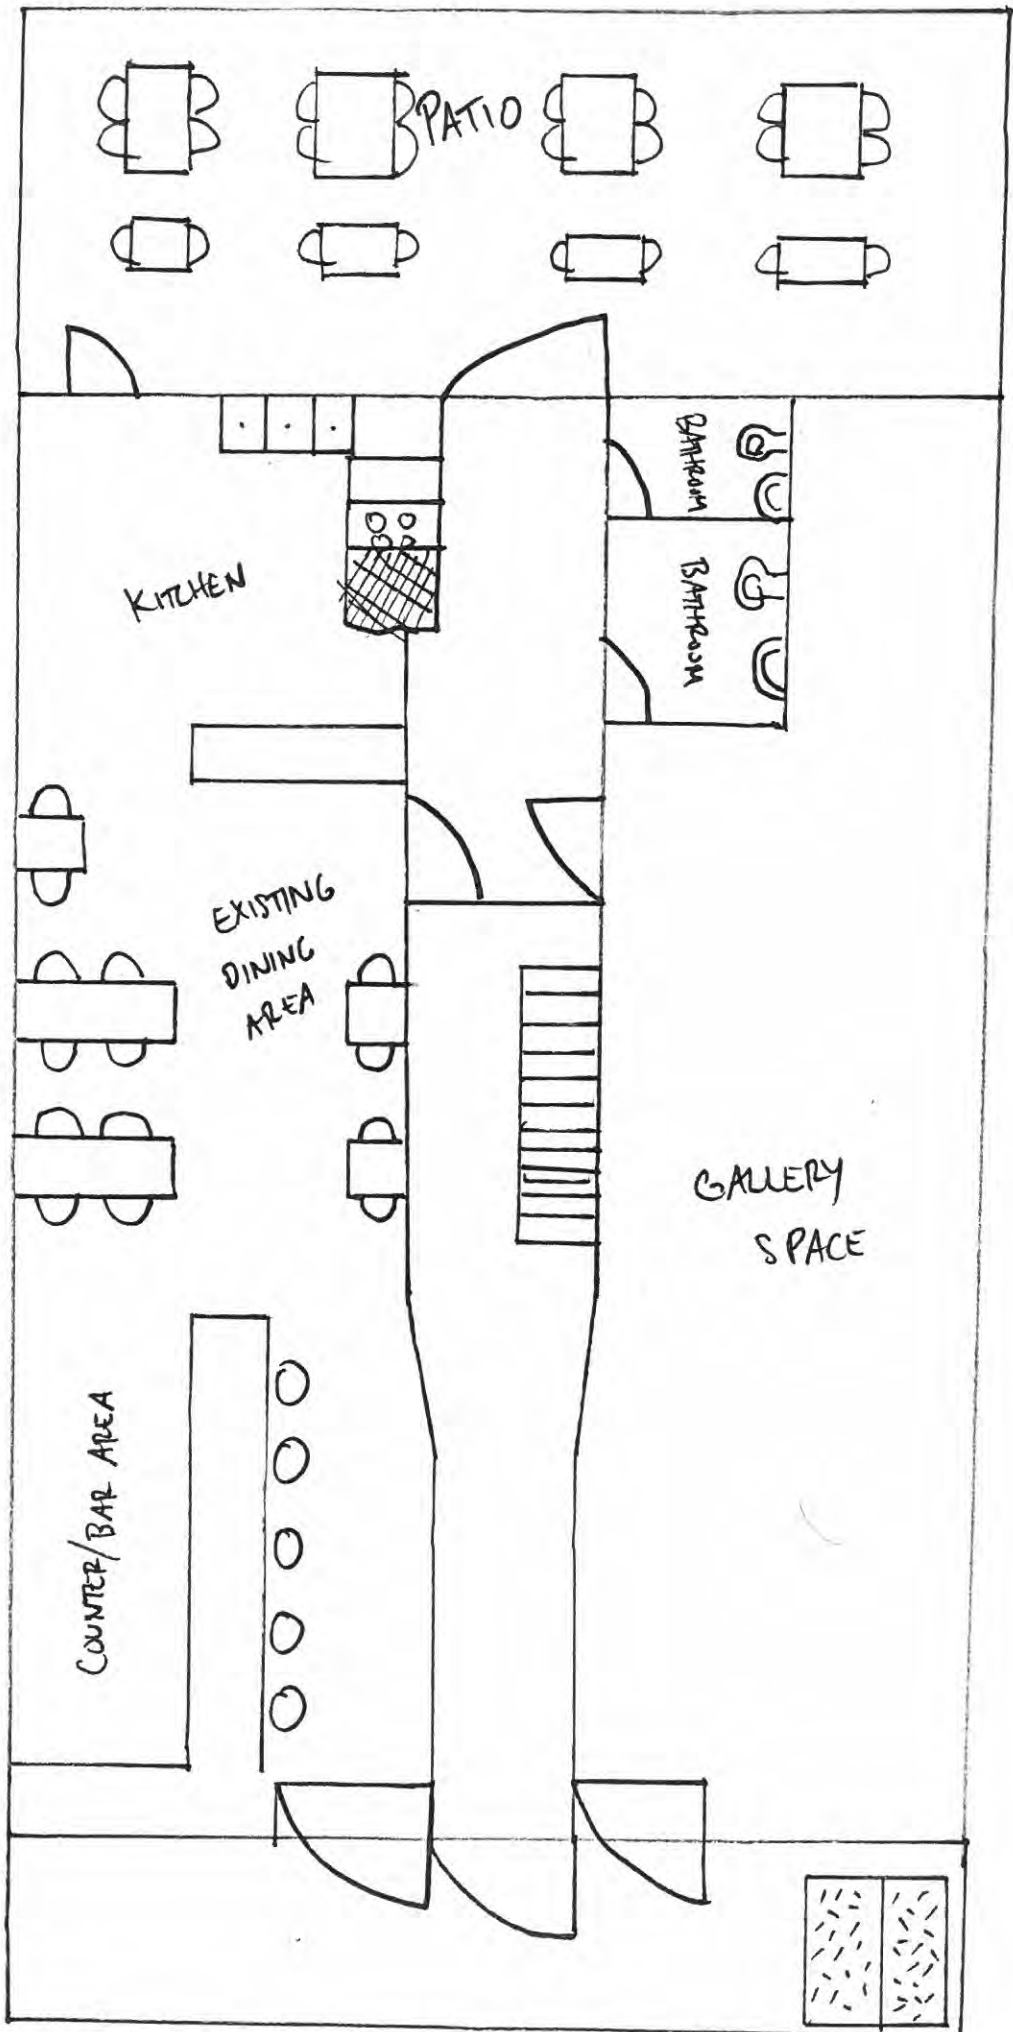 PATIO
BATHROOM
BATHROOM
KITCHEN
EXISTING
DINING
AREA
GALLERY
SPACE
COUNTER/BAR AREA